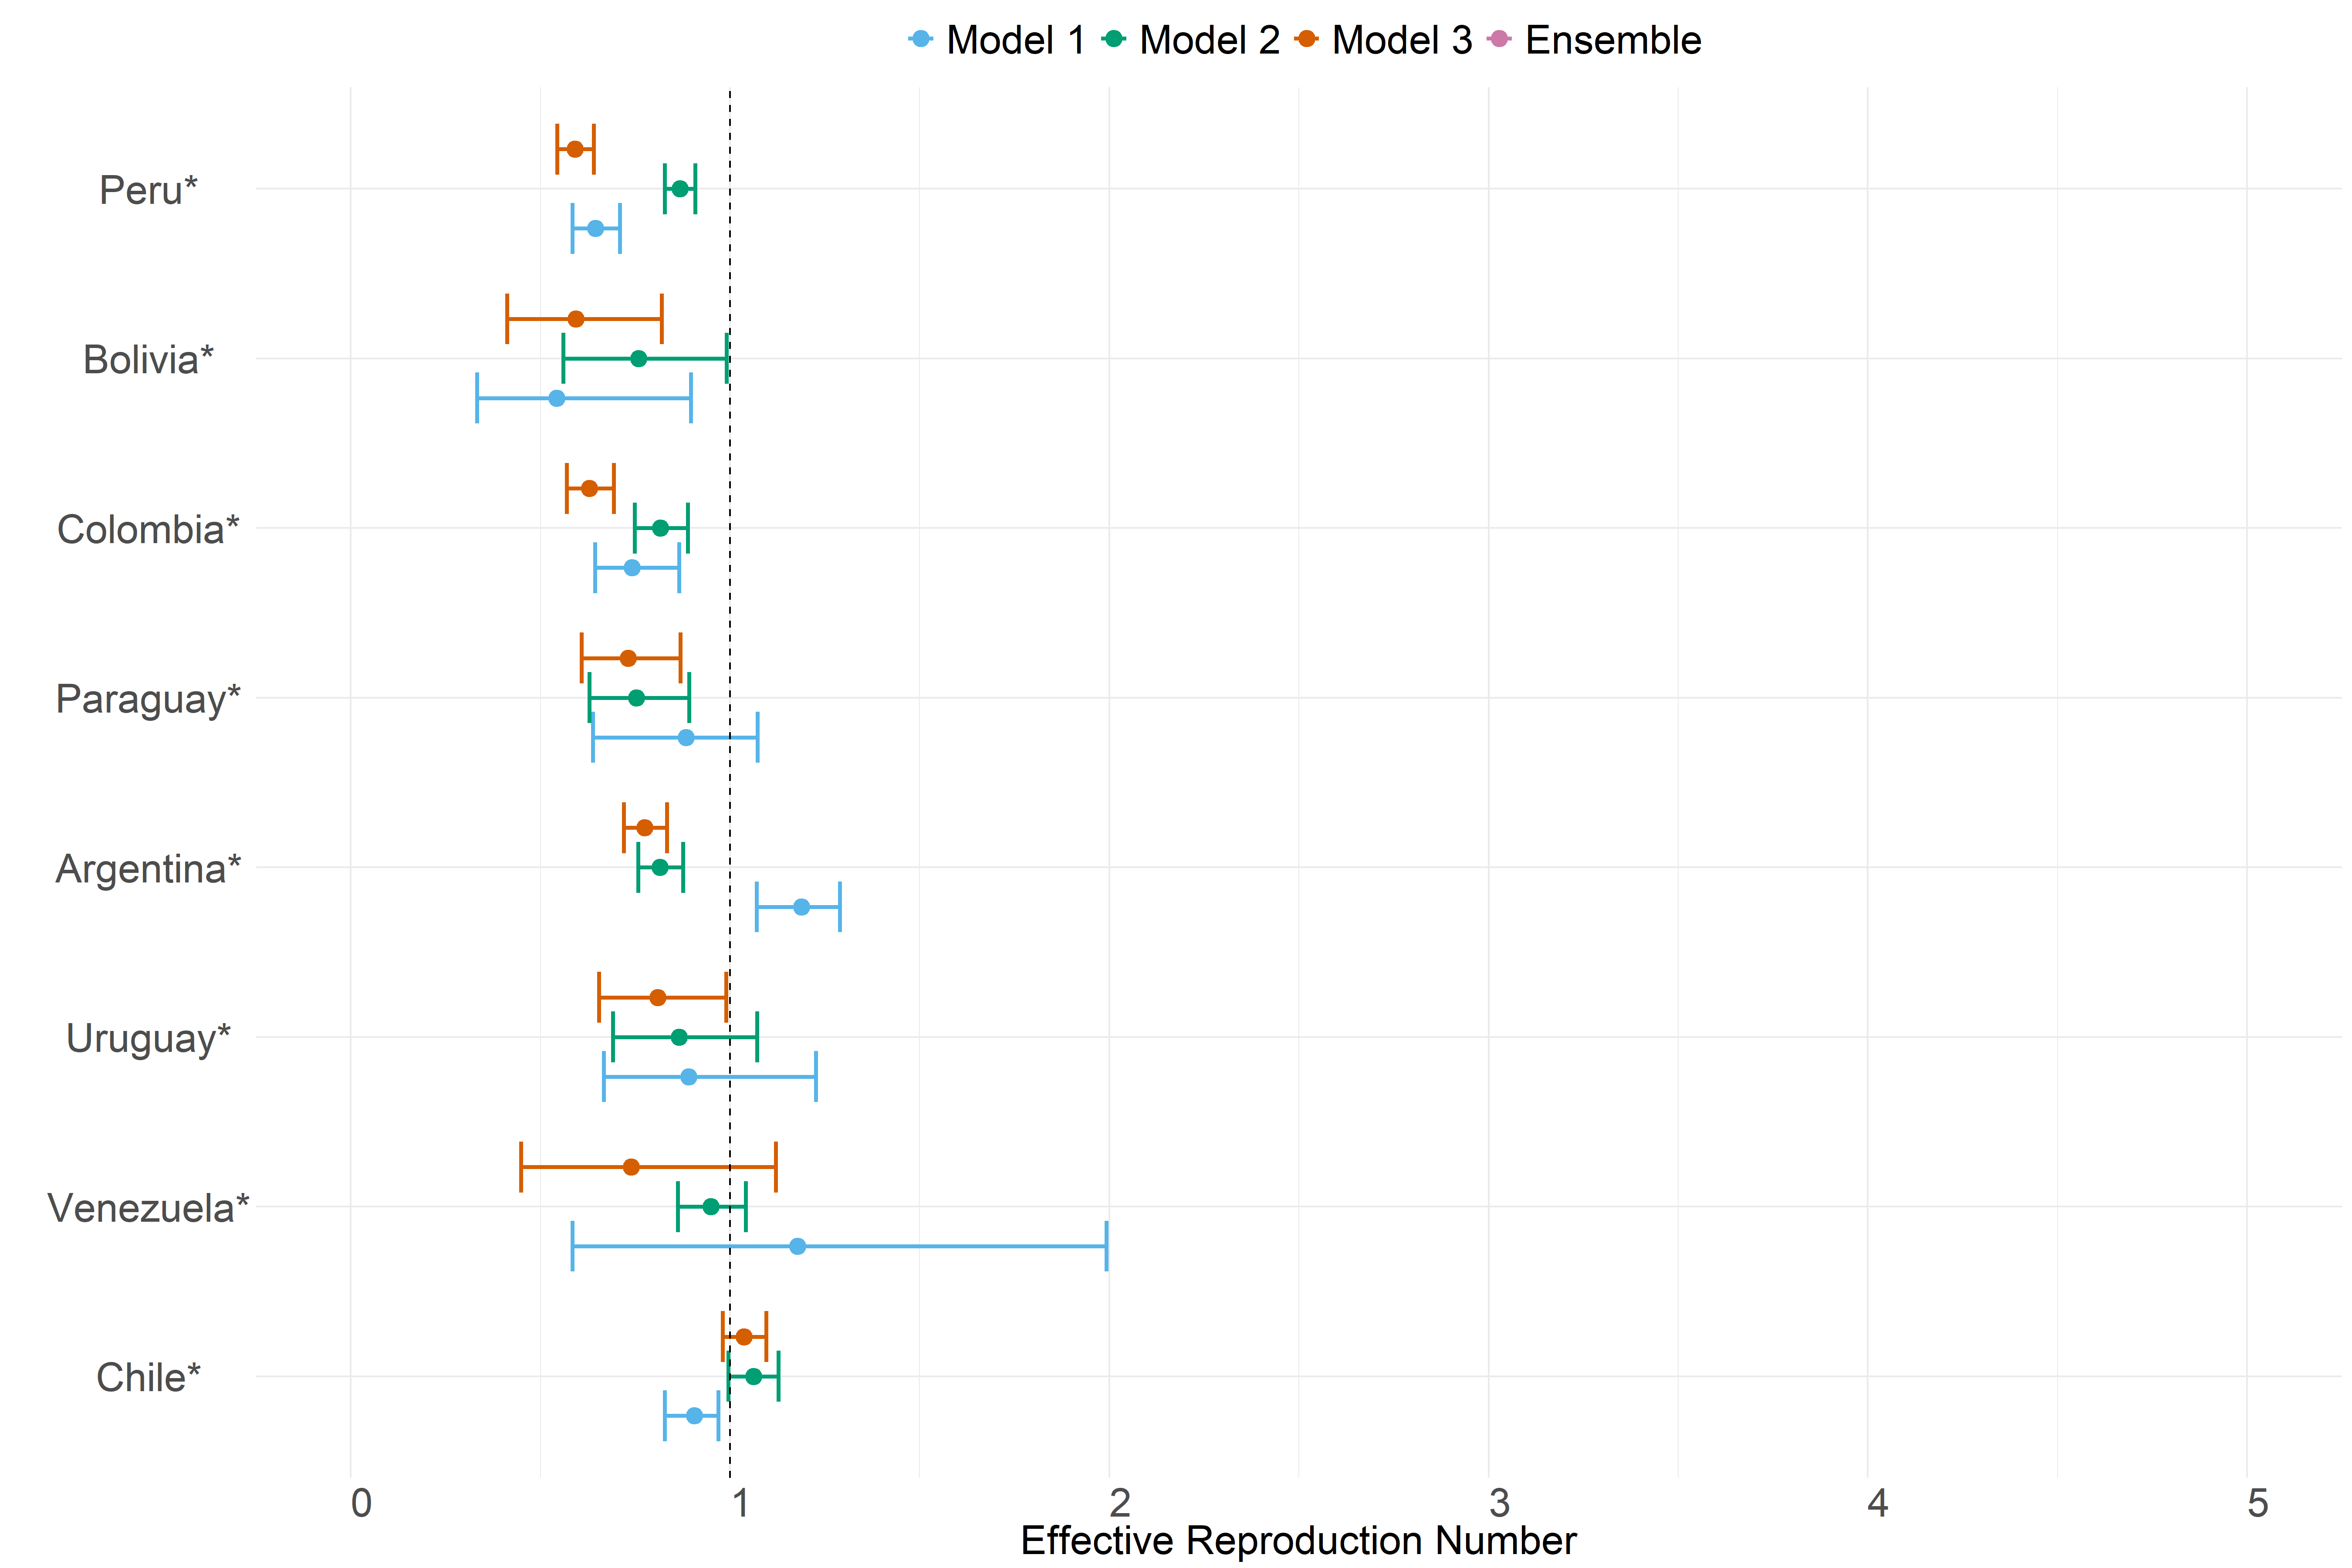 Model 1 Model 2 Model 3 Ensemble
Peru*
Bolivia*
Colombia*
Paraguay*
Argentina*
Uruguay*
Venezuela*
Chile*
0 1 2 3 4 5
Effective Reproduction Number